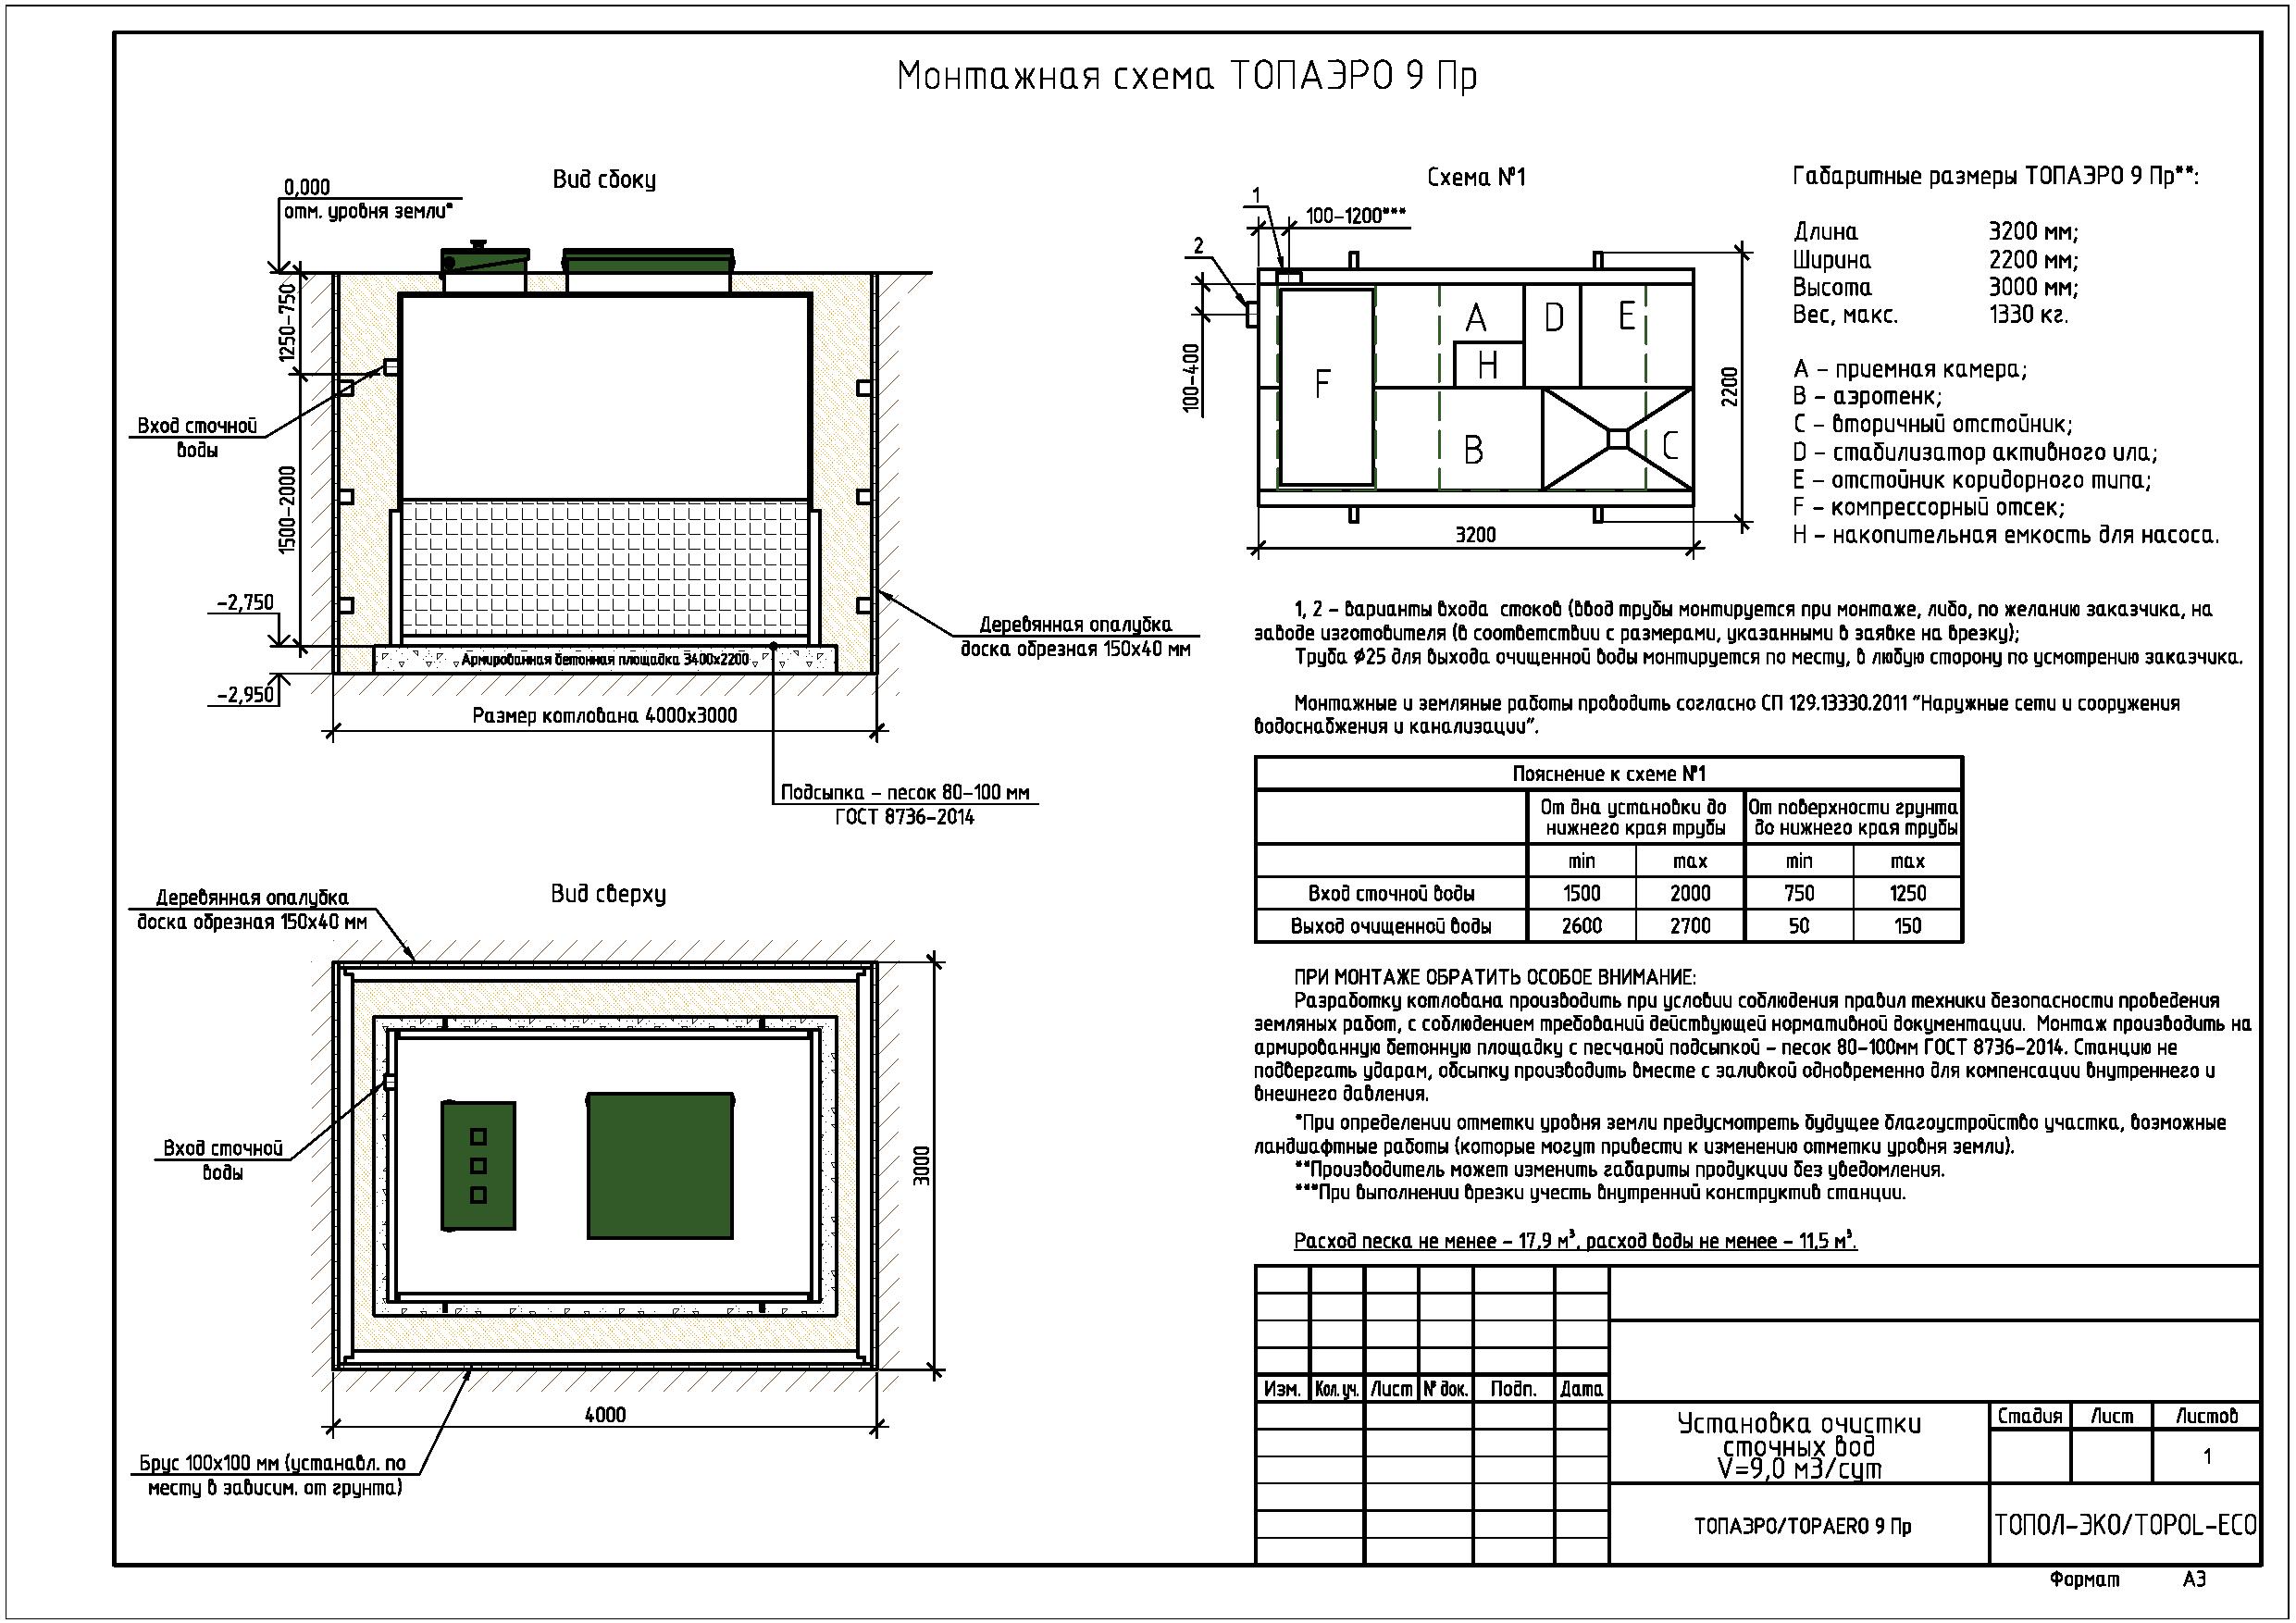 Монтажная схема ТОПАЭРО 9 Пр
Вид сбоку
0,000
отм. уровня земли*
1250-750
Вход сточной
воды
1500-2000
-2,750
-2,950
Армированная бетонная площадка 3400х2200
Размер котлована 4000х3000
Деревянная опалубка
доска обрезная 150х40 мм
Подсыпка - песок 80-100 мм
ГОСТ 8736-2014
Вид сверху
Деревянная опалубка
доска обрезная 150х40 мм
Вход сточной
воды
3000
4000
Брус 100х100 мм (устанавл. по
месту в зависим. от грунта)
Схема №1
1
100-1200***
2
100-400
A
D
E
H
F
B
C
2200
3200
Габаритные размеры ТОПАЭРО 9 Пр**:
Длина 3200 мм;
Ширина 2200 мм;
Высота 3000 мм;
Вес, макс. 1330 кг.
A - приемная камера;
B - аэротенк;
C - вторичный отстойник;
D - стабилизатор активного ила;
E - отстойник коридорного типа;
F - компрессорный отсек;
H - накопительная емкость для насоса.
1, 2 - варианты входа стоков (ввод трубы монтируется при монтаже, либо, по желанию заказчика, на
заводе изготовителя (в соответствии с размерами, указанными в заявке на врезку);
Труба Ø25 для выхода очищенной воды монтируется по месту, в любую сторону по усмотрению заказчика.
Монтажные и земляные работы проводить согласно СП 129.13330.2011 "Наружные сети и сооружения
водоснабжения и канализации".
Пояснение к схеме №1
От дна установки до нижнего края трубы От поверхности грунта до нижнего края трубы
min max min max
Вход сточной воды 1500 2000 750 1250
Выход очищенной воды 2600 2700 50 150
ПРИ МОНТАЖЕ ОБРАТИТЬ ОСОБОЕ ВНИМАНИЕ:
Разработку котлована производить при условии соблюдения правил техники безопасности проведения
земляных работ, с соблюдением требований действующей нормативной документации. Монтаж производить на
армированную бетонную площадку с песчаной подсыпкой - песок 80-100мм ГОСТ 8736-2014. Станцию не
подвергать ударам, обсыпку производить вместе с заливкой одновременно для компенсации внутреннего и
внешнего давления.
*При определении отметки уровня земли предусмотреть будущее благоустройство участка, возможные
ландшафтные работы (которые могут привести к изменению отметки уровня земли).
**Производитель может изменить габариты продукции без уведомления.
***При выполнении врезки учесть внутренний конструктив станции.
Расход песка не менее - 17,9 м³, расход воды не менее - 11,5 м³.
Изм. Кол. уч. Лист № док. Подп. Дата
Установка очистки
сточных вод
V=9,0 м3/сут
Стадия Лист Листов
1
ТОПАЭРО/TOPAERO 9 Пр
ТОПОЛ-ЭКО/TOPOL-ECO
Формат А3